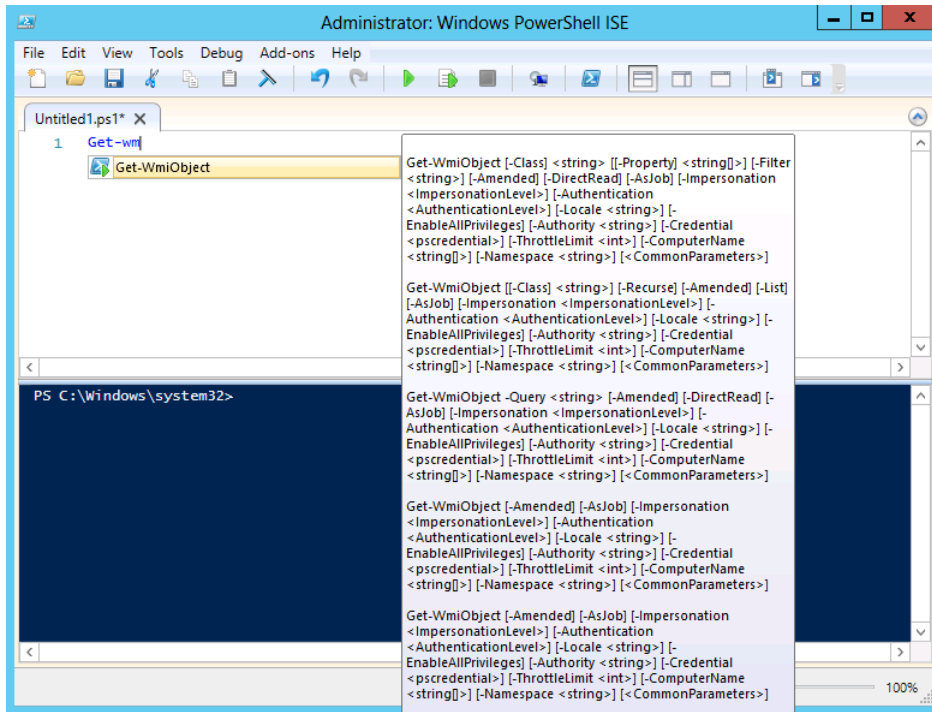 Administrator: Windows PowerShell ISE
File Edit View Tools Debug Add-ons Help
Untitled1.ps1* X
1 Get-wm
Get-WmiObject
Get-WmiObject [-Class] <string> [[-Property] <string[]>] [-Filter
<string>] [-Amended] [-DirectRead] [-AsJob] [-Impersonation
<ImpersonationLevel>] [-Authentication
<AuthenticationLevel>] [-Locale <string>] [-
EnableAllPrivileges] [-Authority <string>] [-Credential
<pscredential>] [-ThrottleLimit <int>] [-ComputerName
<string[]>] [-Namespace <string>] [<CommonParameters>]
Get-WmiObject [[-Class] <string>] [-Recurse] [-Amended] [-List]
[-AsJob] [-Impersonation <ImpersonationLevel>] [-
Authentication <AuthenticationLevel>] [-Locale <string>] [-
EnableAllPrivileges] [-Authority <string>] [-Credential
<pscredential>] [-ThrottleLimit <int>] [-ComputerName
<string[]>] [-Namespace <string>] [<CommonParameters>]
Get-WmiObject -Query <string> [-Amended] [-DirectRead] [-
AsJob] [-Impersonation <ImpersonationLevel>] [-
Authentication <AuthenticationLevel>] [-Locale <string>] [-
EnableAllPrivileges] [-Authority <string>] [-Credential
<pscredential>] [-ThrottleLimit <int>] [-ComputerName
<string[]>] [-Namespace <string>] [<CommonParameters>]
Get-WmiObject [-Amended] [-AsJob] [-Impersonation
<ImpersonationLevel>] [-Authentication
<AuthenticationLevel>] [-Locale <string>] [-
EnableAllPrivileges] [-Authority <string>] [-Credential
<pscredential>] [-ThrottleLimit <int>] [-ComputerName
<string[]>] [-Namespace <string>] [<CommonParameters>]
Get-WmiObject [-Amended] [-AsJob] [-Impersonation
<ImpersonationLevel>] [-Authentication
<AuthenticationLevel>] [-Locale <string>] [-
EnableAllPrivileges] [-Authority <string>] [-Credential
<pscredential>] [-ThrottleLimit <int>] [-ComputerName
<string[]>] [-Namespace <string>] [<CommonParameters>]
PS C:\Windows\system32>
100%